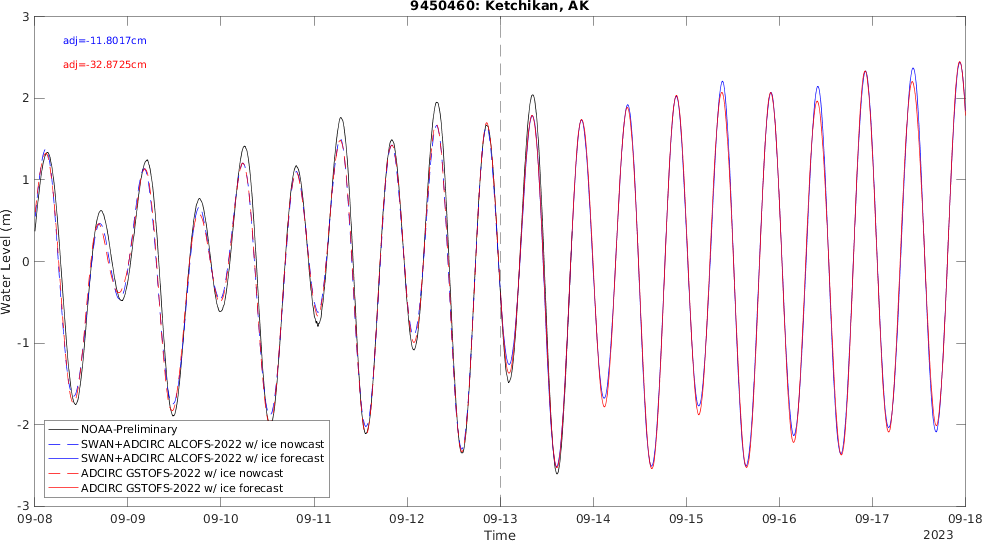 9450460: Ketchikan, AK
adj=-11.8017cm
adj=-32.8725cm
3
2
1
0
-1
-2
-3
Water Level (m)
NOAA-Preliminary
SWAN+ADCIRC ALCOFS-2022 w/ ice nowcast
SWAN+ADCIRC ALCOFS-2022 w/ ice forecast
ADCIRC GSTOFS-2022 w/ ice nowcast
ADCIRC GSTOFS-2022 w/ ice forecast
09-08 09-09 09-10 09-11 09-12 09-13 09-14 09-15 09-16 09-17 09-18
Time
2023